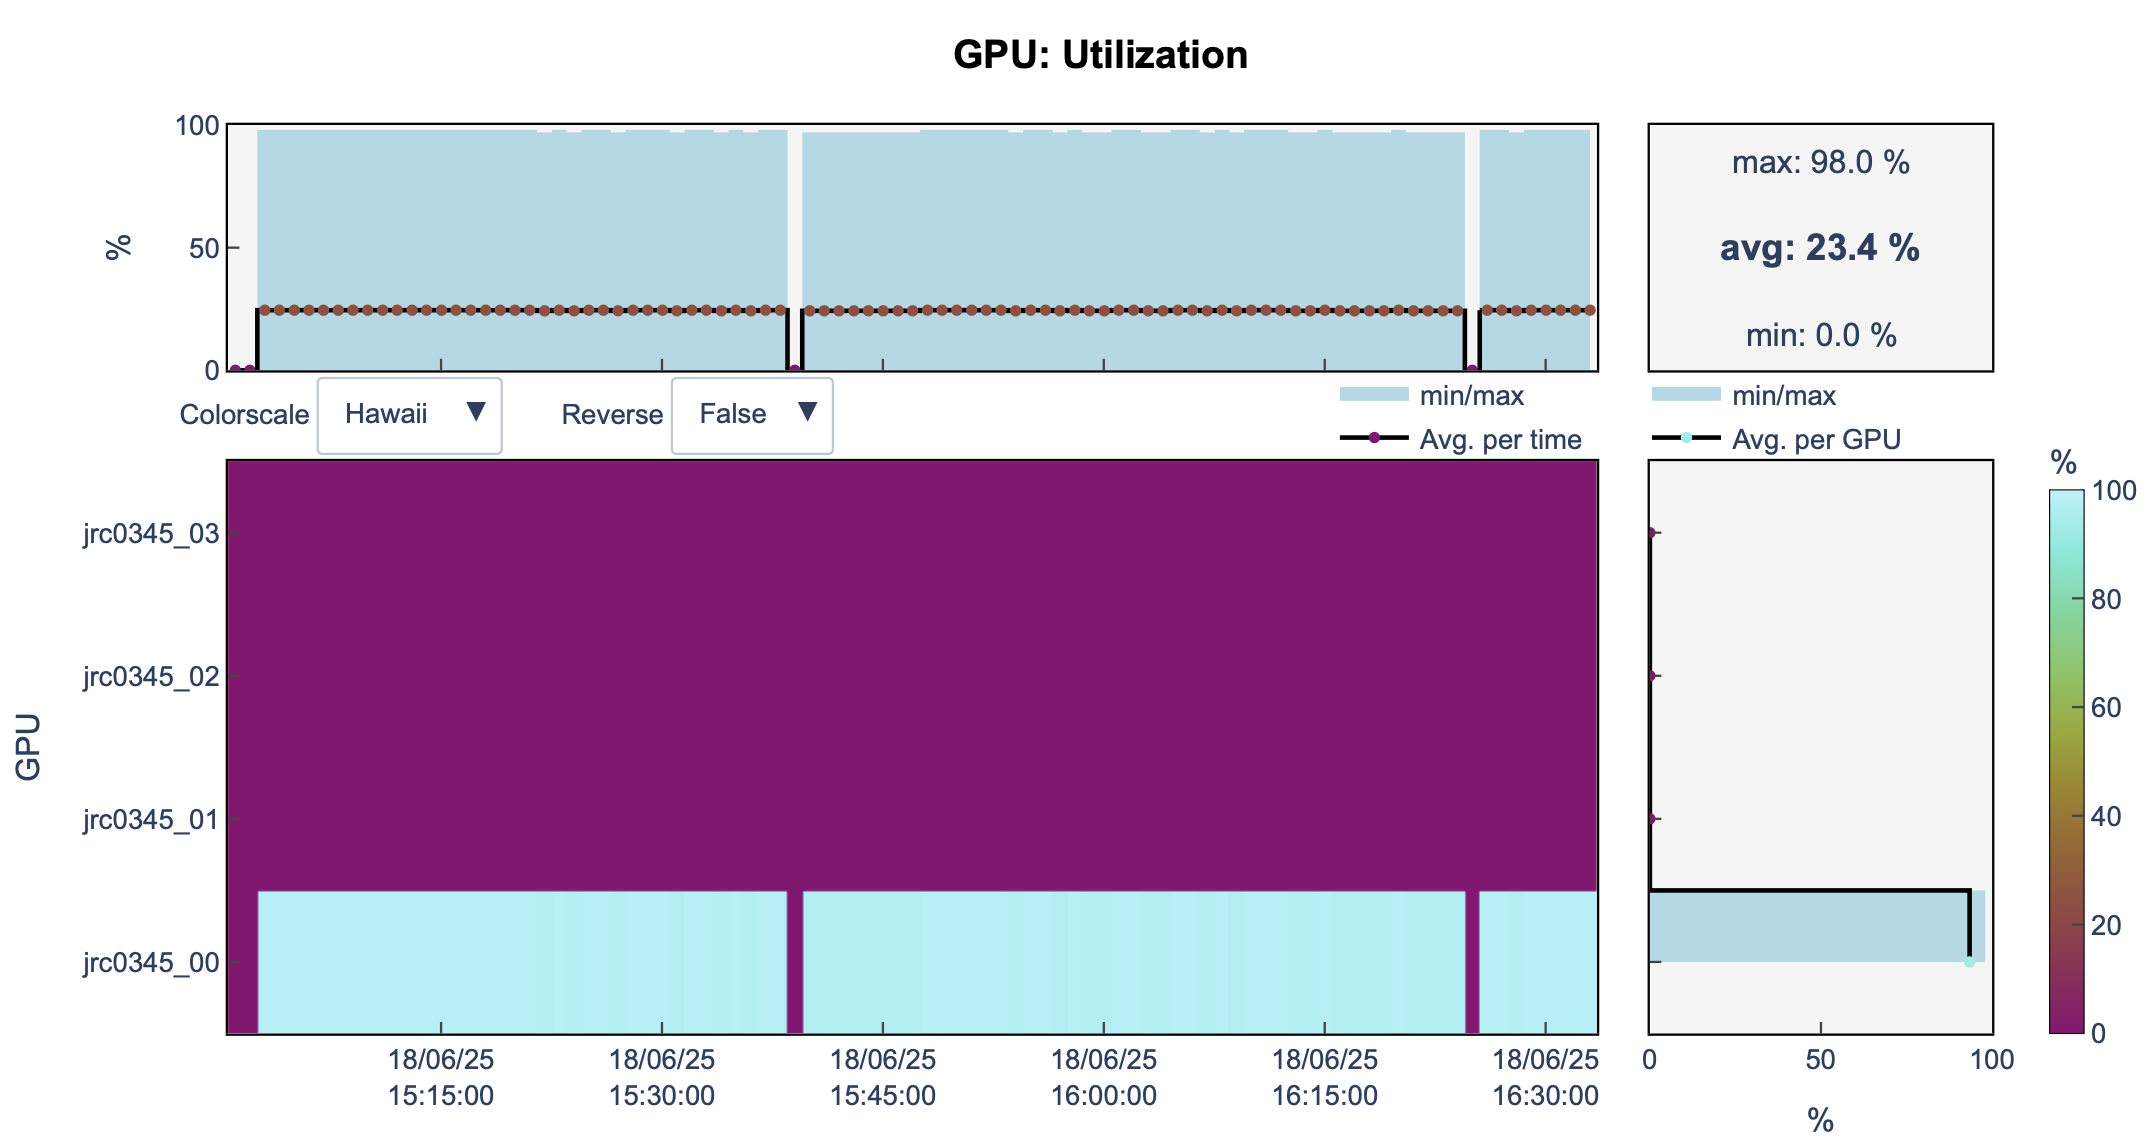 GPU: Utilization
100
50
0
%
max: 98.0 %
avg: 23.4 %
min: 0.0 %
Colorscale
Hawaii ▼
Reverse
False ▼
min/max
Avg. per time
min/max
Avg. per GPU
GPU
jrc0345_03
jrc0345_02
jrc0345_01
jrc0345_00
18/06/25
15:15:00
18/06/25
15:30:00
18/06/25
15:45:00
18/06/25
16:00:00
18/06/25
16:15:00
18/06/25
16:30:00
0
50
100
%
%
100
80
60
40
20
0